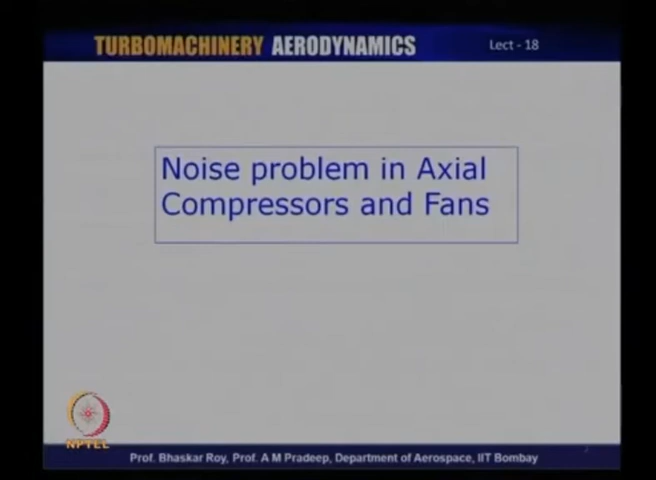 TURBOMACHINERY AERODYNAMICS Lect - 18
Noise problem in Axial
Compressors and Fans
NPTEL
Prof. Bhaskar Roy, Prof. A M Pradeep, Department of Aerospace, IIT Bombay